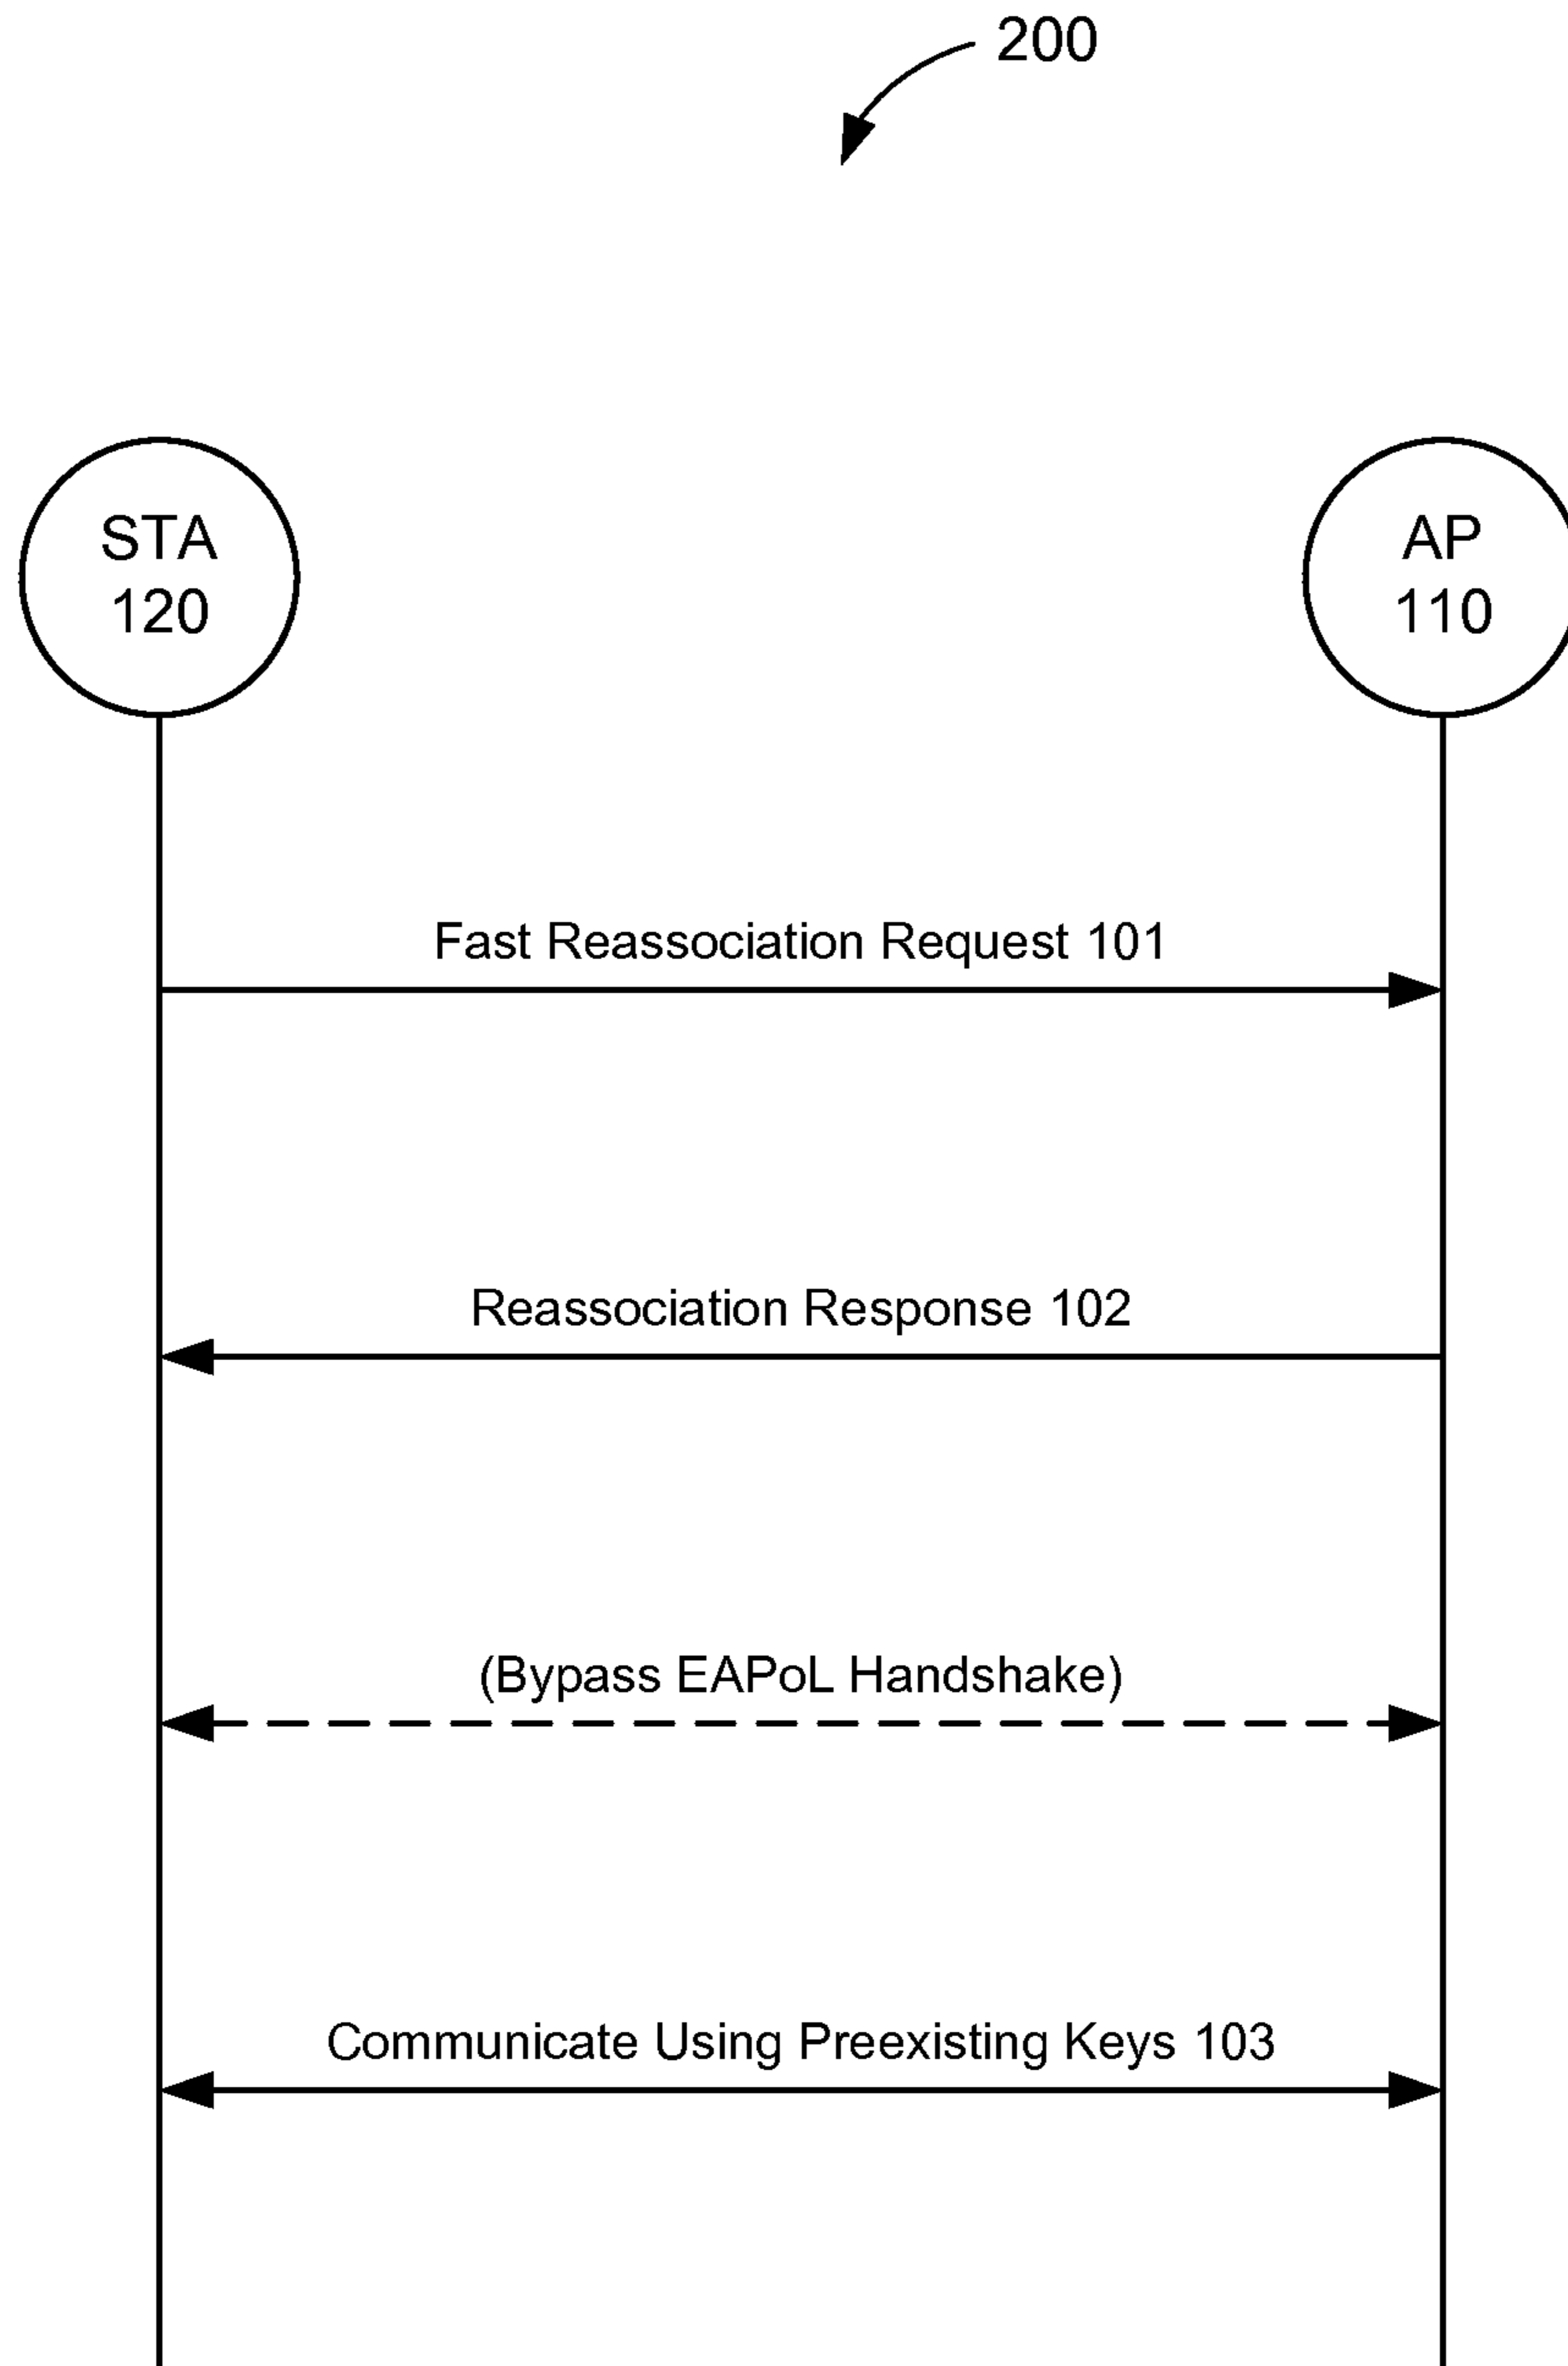 200
STA
120
AP
110
Fast Reassociation Request 101
Reassociation Response 102
(Bypass EAPoL Handshake)
Communicate Using Preexisting Keys 103